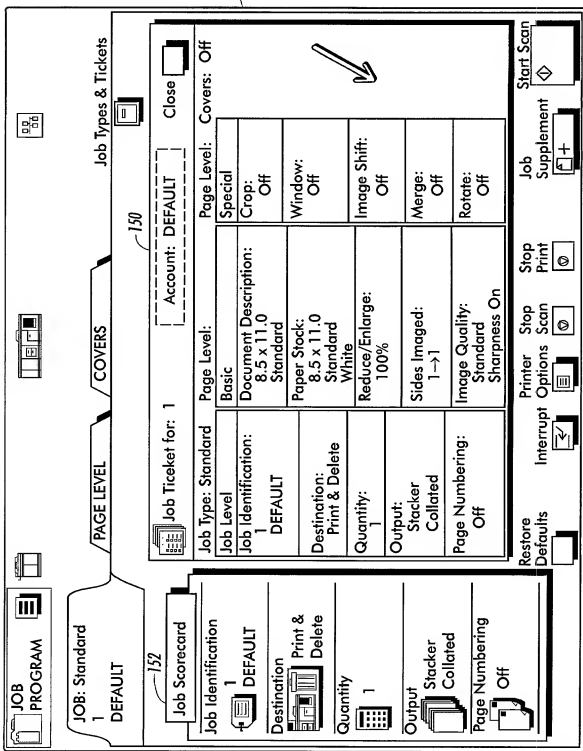 JOB
PROGRAM
JOB: Standard
1
DEFAULT
PAGE LEVEL
COVERS
Job Types & Tickets
152
Job Scorecard
Job Identification
1
DEFAULT
Destination
Print &
Delete
Quantity
1
Output
Stacker
Collated
Page Numbering
Off
150
Job Ticeket for: 1
Account: DEFAULT
Close
Job Type: Standard
Job Level
Job Identification:
1
DEFAULT
Destination:
Print & Delete
Quantity:
1
Output:
Stacker
Collated
Page Numbering:
Off
Page Level:
Basic
Document Description:
8.5 x 11.0
Standard
Paper Stock:
8.5 x 11.0
Standard
White
Reduce/Enlarge:
100%
Sides Imaged:
1→1
Image Quality:
Standard
Sharpness On
Page Level:
Special
Crop:
Off
Window:
Off
Image Shift:
Off
Merge:
Off
Rotate:
Off
Covers: Off
Restore
Defaults
Interrupt
Printer
Options
Stop
Scan
Stop
Print
Job
Supplement
Start Scan